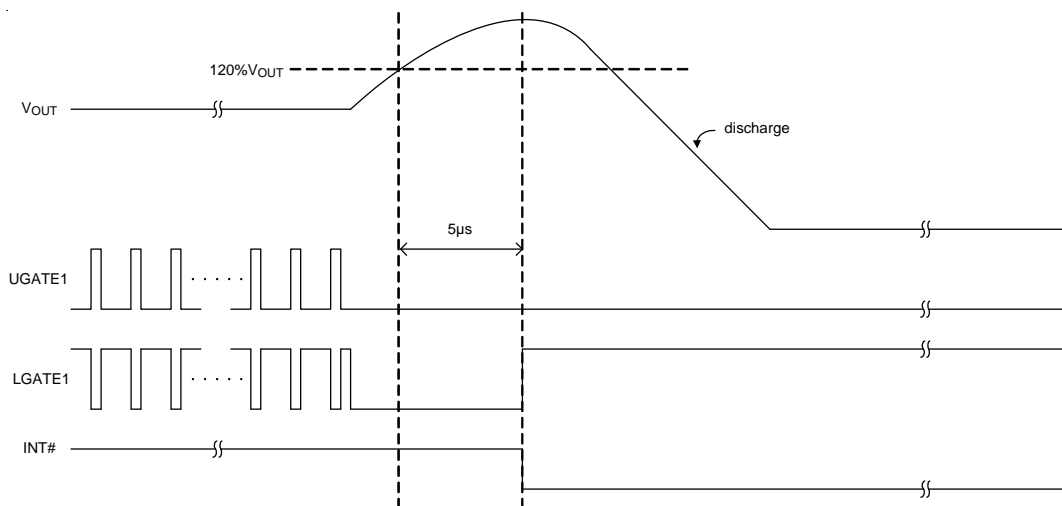 120%VOUT
VOUT
discharge
5µs
UGATE1
LGATE1
INT#